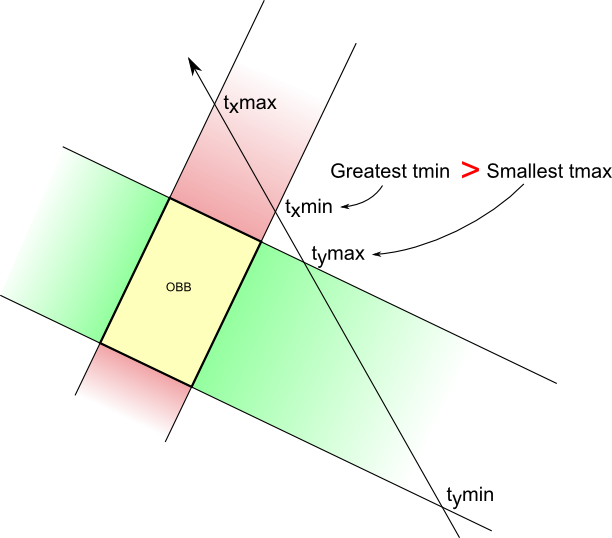 txmax
Greatest tmin > Smallest tmax
txmin
tymax
OBB
tymin